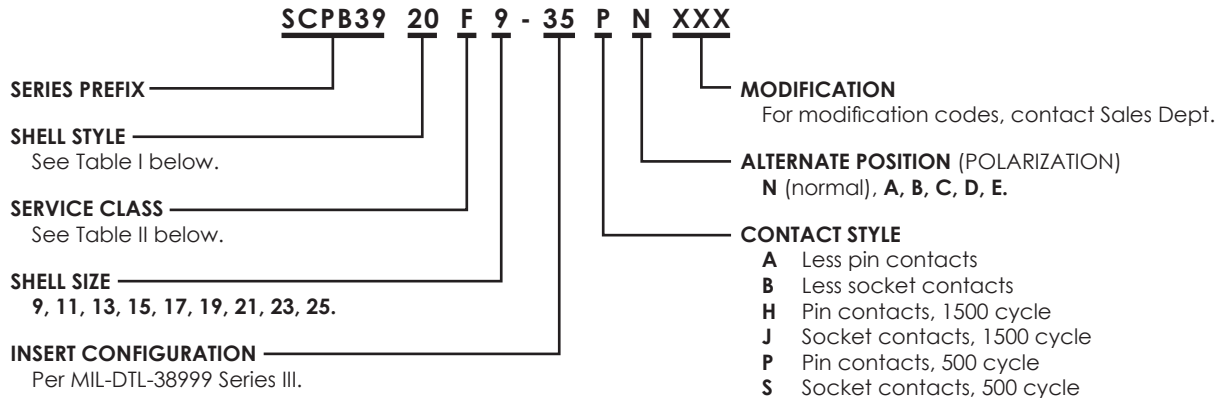 SCPB39 20 F 9 - 35 P N XXX
SERIES PREFIX
SHELL STYLE
See Table I below.
SERVICE CLASS
See Table II below.
SHELL SIZE
9, 11, 13, 15, 17, 19, 21, 23, 25.
INSERT CONFIGURATION
Per MIL-DTL-38999 Series III.
MODIFICATION
For modification codes, contact Sales Dept.
ALTERNATE POSITION (POLARIZATION)
N (normal), A, B, C, D, E.
CONTACT STYLE
A Less pin contacts
B Less socket contacts
H Pin contacts, 1500 cycle
J Socket contacts, 1500 cycle
P Pin contacts, 500 cycle
S Socket contacts, 500 cycle